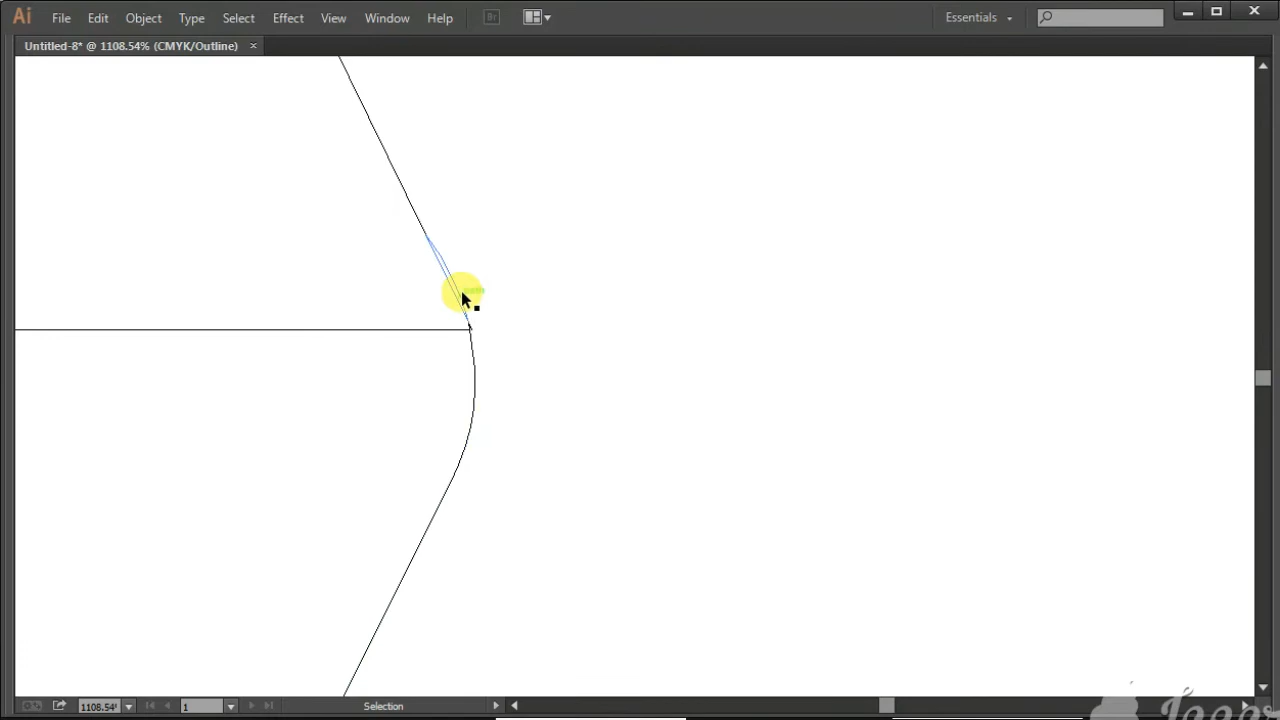 Ai File Edit Object Type Select Effect View Window Help Br Essentials
Untitled-8* @ 1108.54% (CMYK/Outline) ×
1108.54% 1 Selection